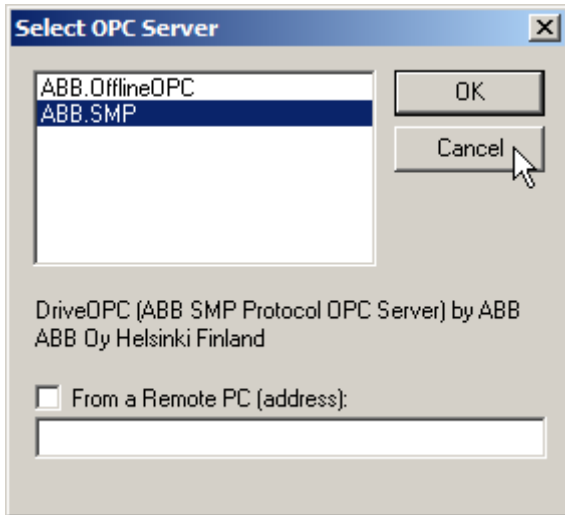 Select OPC Server
ABB.OfflineOPC
ABB.SMP
OK
Cancel
DriveOPC (ABB SMP Protocol OPC Server) by ABB
ABB Oy Helsinki Finland
From a Remote PC (address):